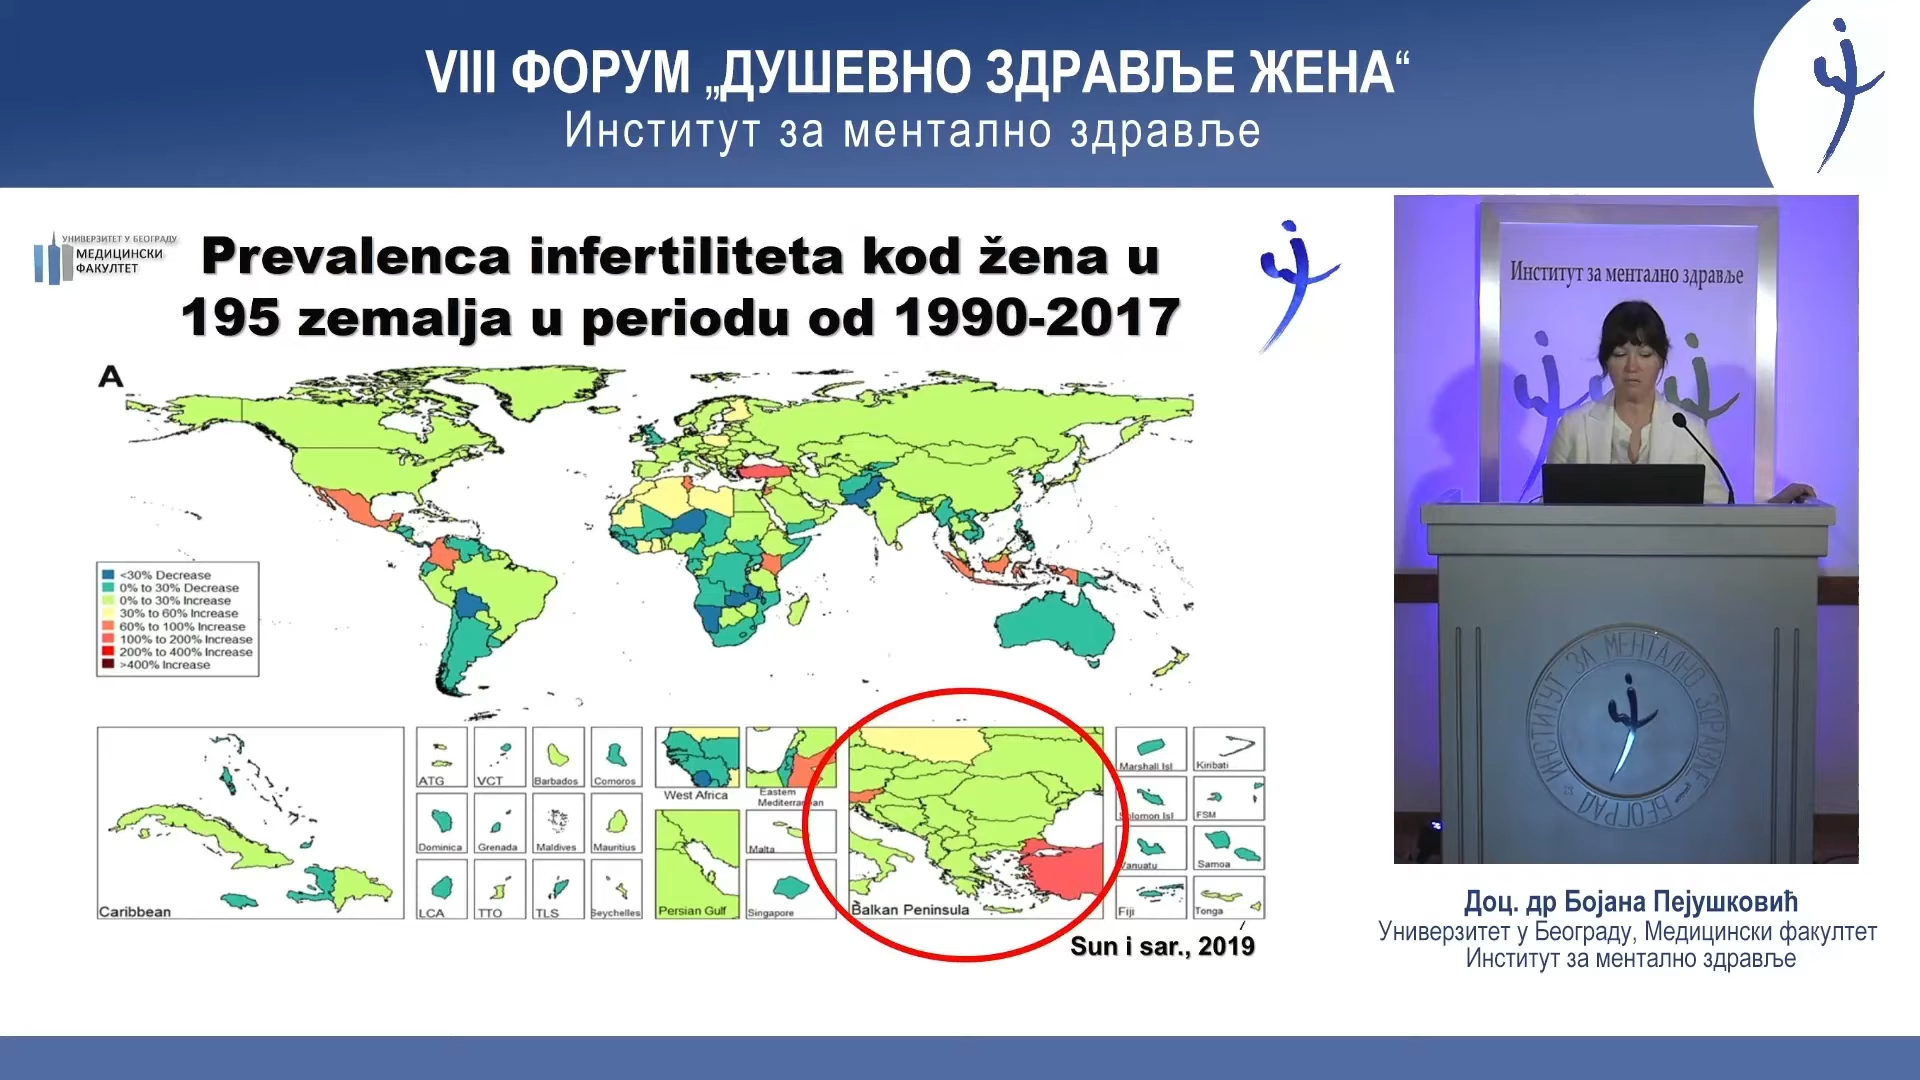 VIII ФОРУМ „ДУШЕВНО ЗДРАВЉЕ ЖЕНА“
Институт за ментално здравље
УНИВЕРЗИТЕТ У БЕОГРАДУ
МЕДИЦИНСКИ
ФАКУЛТЕТ
Prevalenca infertiliteta kod žena u
195 zemalja u periodu od 1990-2017
A
<30% Decrease
0% to 30% Decrease
0% to 30% Increase
30% to 60% Increase
60% to 100% Increase
100% to 200% Increase
200% to 400% Increase
>400% Increase
Caribbean
ATG
VCT
Barbados
Comoros
Dominica
Grenada
Maldives
Mauritius
LCA
TTO
TLS
Seychelles
West Africa
Eastern
Mediterranean
Persian Gulf
Malta
Singapore
Balkan Peninsula
Marshall Isl
Kiribati
Solomon Isl
FSM
Vanuatu
Samoa
Fiji
Tonga
Sun i sar., 2019
Институт за ментално здравље
ИНСТИТУТ ЗА МЕНТАЛНО ЗДРАВЉЕ
БЕОГРАД
Доц. др Бојана Пејушковић
Универзитет у Београду, Медицински факултет
Институт за ментално здравље